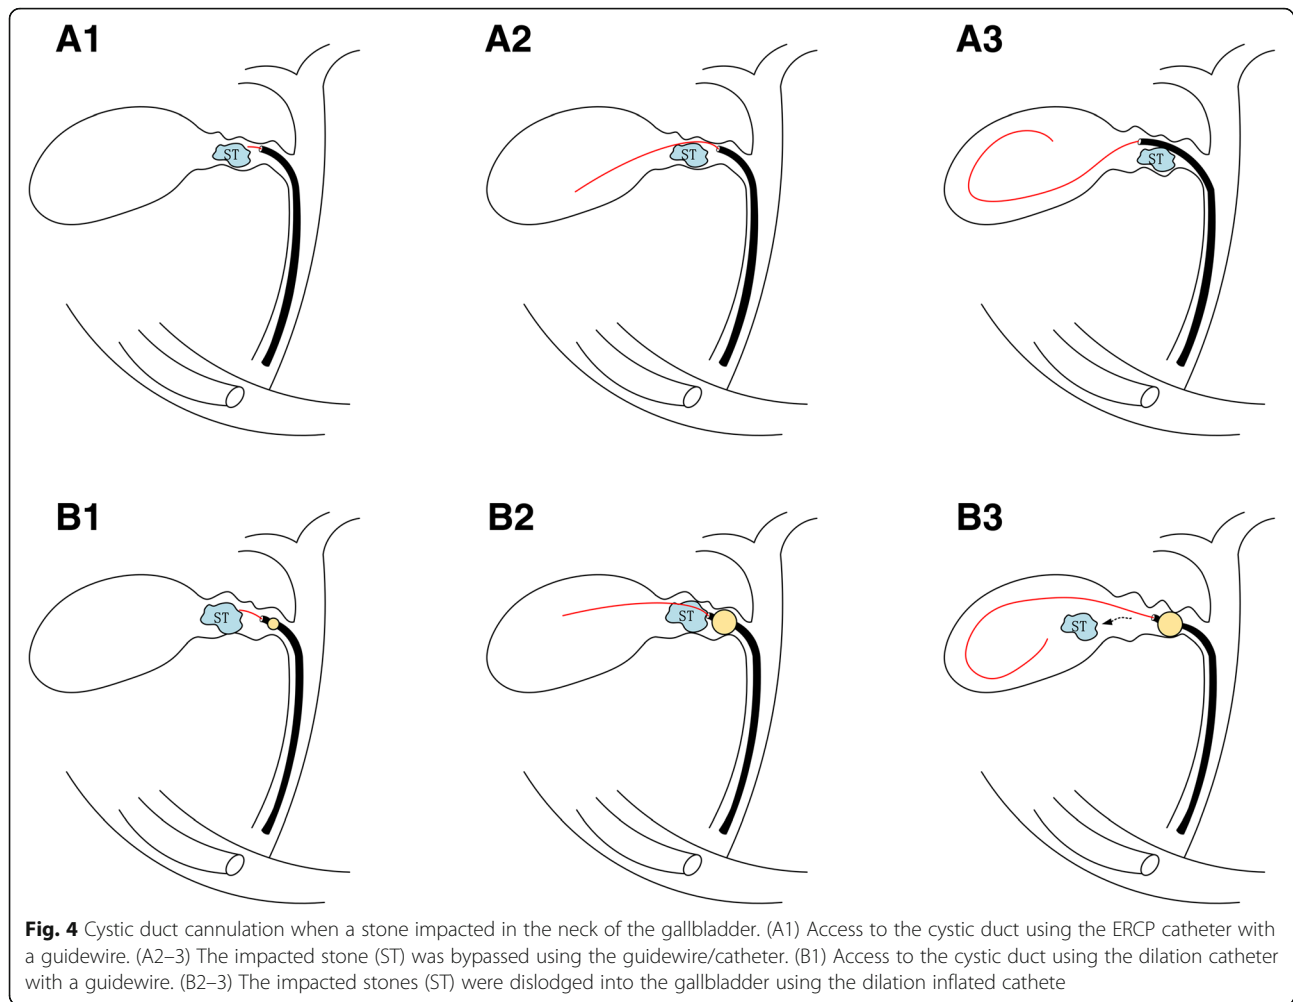 A1 A2 A3
ST ST ST
B1 B2 B3
ST ST ST
Fig. 4 Cystic duct cannulation when a stone impacted in the neck of the gallbladder. (A1) Access to the cystic duct using the ERCP catheter with
a guidewire. (A2–3) The impacted stone (ST) was bypassed using the guidewire/catheter. (B1) Access to the cystic duct using the dilation catheter
with a guidewire. (B2–3) The impacted stones (ST) were dislodged into the gallbladder using the dilation inflated cathete